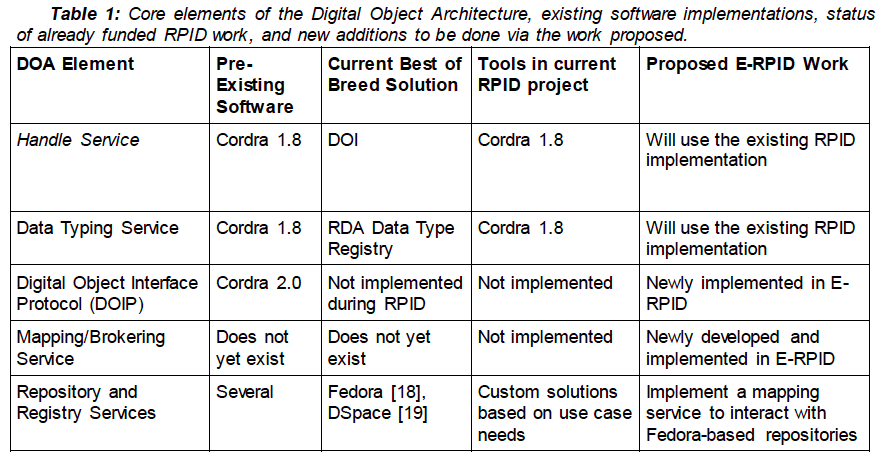 Table 1: Core elements of the Digital Object Architecture, existing software implementations, status
of already funded RPID work, and new additions to be done via the work proposed.
DOA Element
Pre-
Existing
Software
Current Best of
Breed Solution
Tools in current
RPID project
Proposed E-RPID Work
Handle Service
Cordra 1.8
DOI
Cordra 1.8
Will use the existing RPID
implementation
Data Typing Service
Cordra 1.8
RDA Data Type
Registry
Cordra 1.8
Will use the existing RPID
implementation
Digital Object Interface
Protocol (DOIP)
Cordra 2.0
Not implemented
during RPID
Not implemented
Newly implemented in E-
RPID
Mapping/Brokering
Service
Does not
yet exist
Does not yet
exist
Not implemented
Newly developed and
implemented in E-RPID
Repository and
Registry Services
Several
Fedora [18],
DSpace [19]
Custom solutions
based on use case
needs
Implement a mapping
service to interact with
Fedora-based repositories